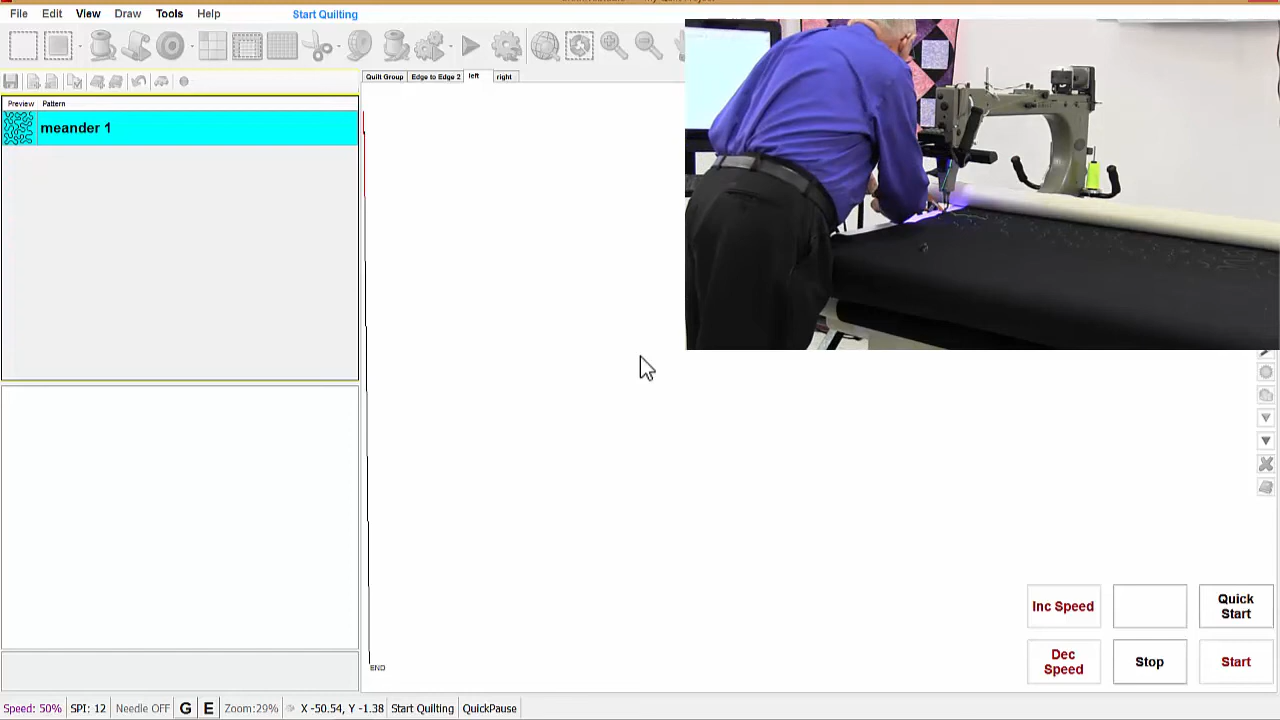 File Edit View Draw Tools Help Start Quilting
Quilt Group Edge to Edge 2 left right
Preview Pattern
meander 1
END
Inc Speed
Quick
Start
Dec
Speed
Stop
Start
Speed: 50% SPI: 12 Needle OFF G E Zoom:29% X -50.54, Y -1.38 Start Quilting QuickPause